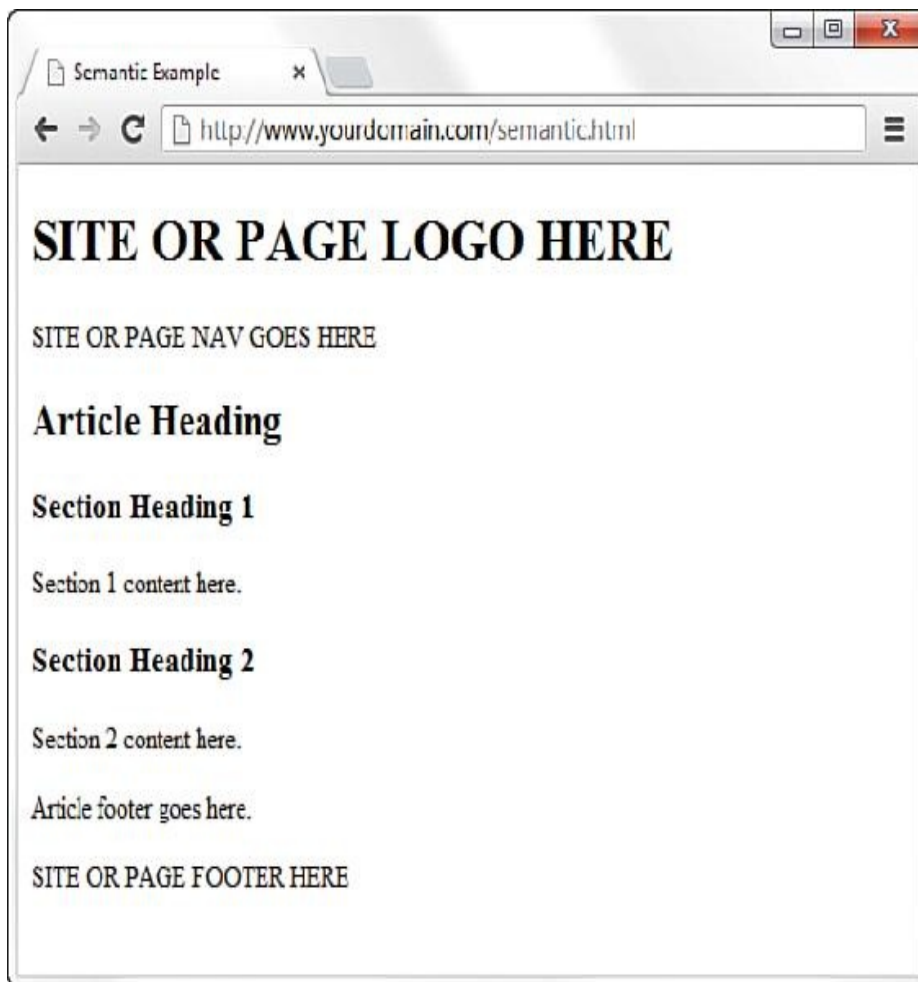 Semantic Example
http://www.yourdomain.com/semantic.html
SITE OR PAGE LOGO HERE
SITE OR PAGE NAV GOES HERE
Article Heading
Section Heading 1
Section 1 content here.
Section Heading 2
Section 2 content here.
Article footer goes here.
SITE OR PAGE FOOTER HERE